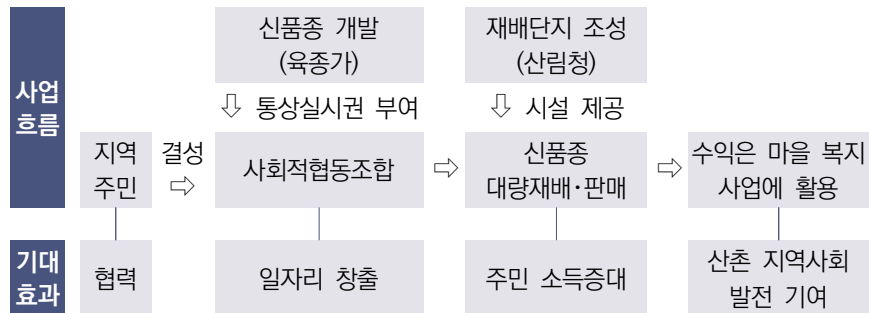 사업
흐름
신품종 개발
(육종가)
재배단지 조성
(산림청)
⇩ 통상실시권 부여
⇩ 시설 제공
지역
주민
결성
⇨
사회적협동조합
⇨
신품종
대량재배·판매
⇨
수익은 마을 복지
사업에 활용
기대
효과
협력
일자리 창출
주민 소득증대
산촌 지역사회
발전 기여